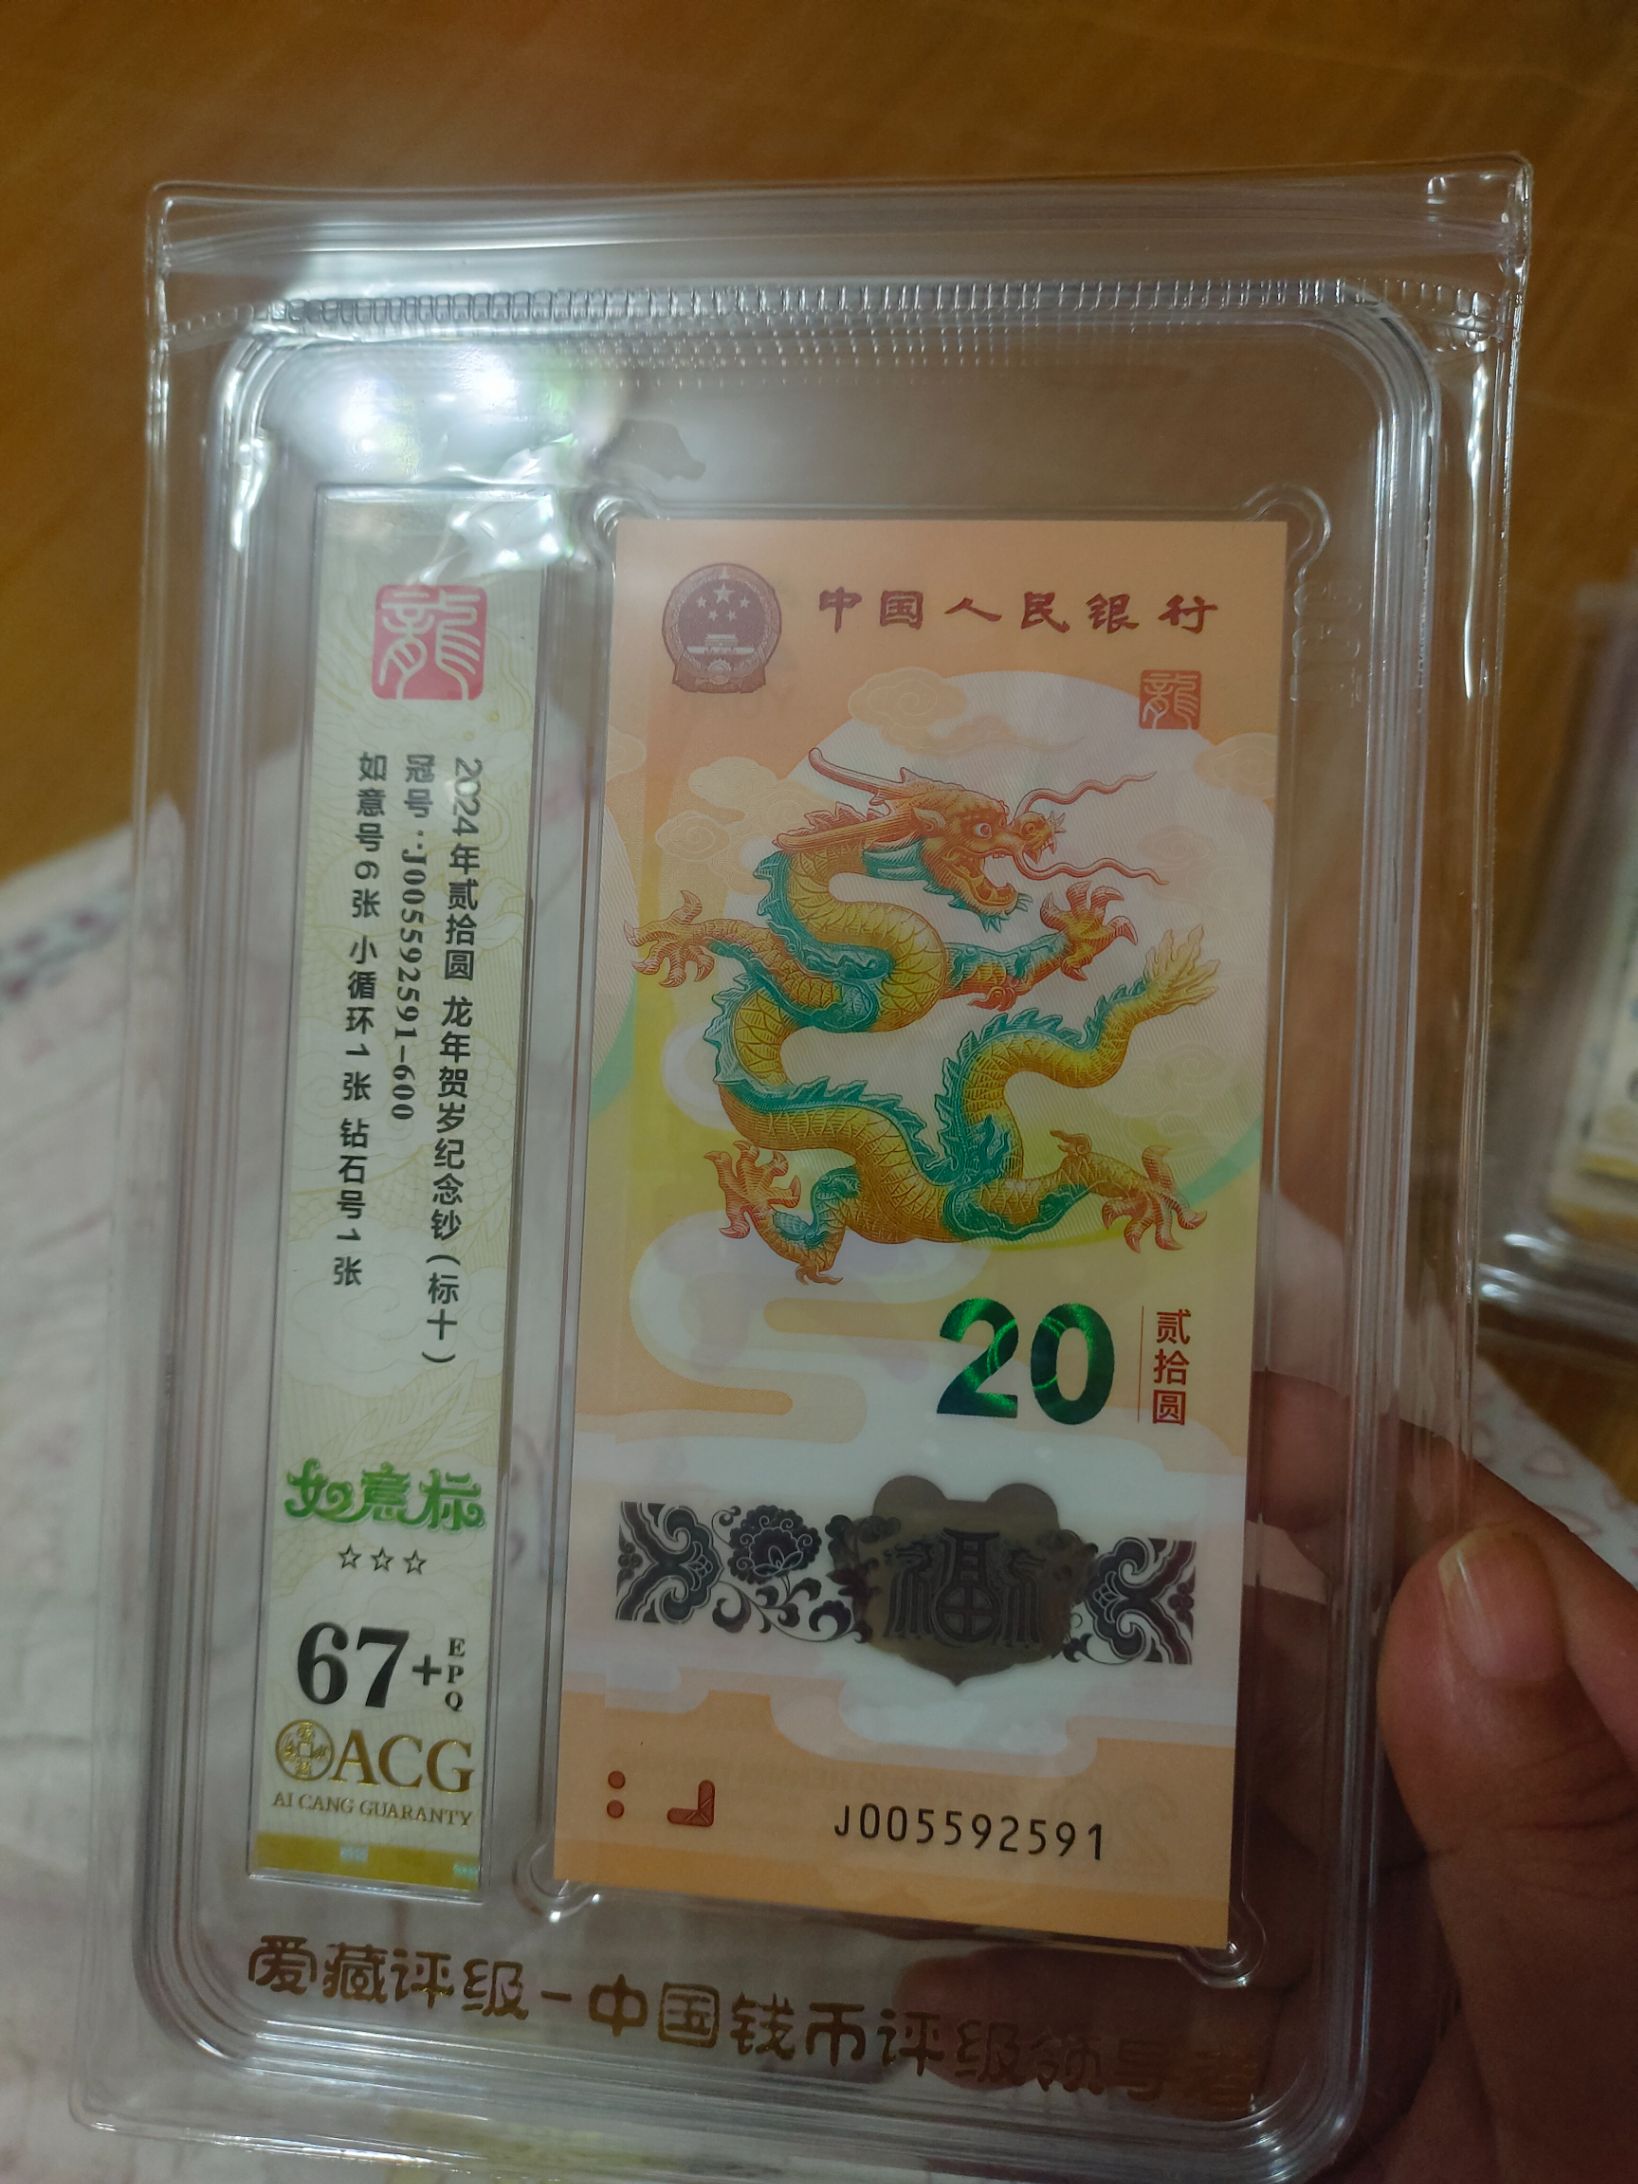 龍
2024年贰拾圆 龙年贺岁纪念钞(标十)
冠号:J005592591-600
如意号6张 小循环1张 钻石号1张
如意标
☆☆☆
67+EPQ
ACG
AI CANG GUARANTY
中国人民银行
龍
20
贰拾圆
福
J005592591
爱藏评级-中国钱币评级领导者